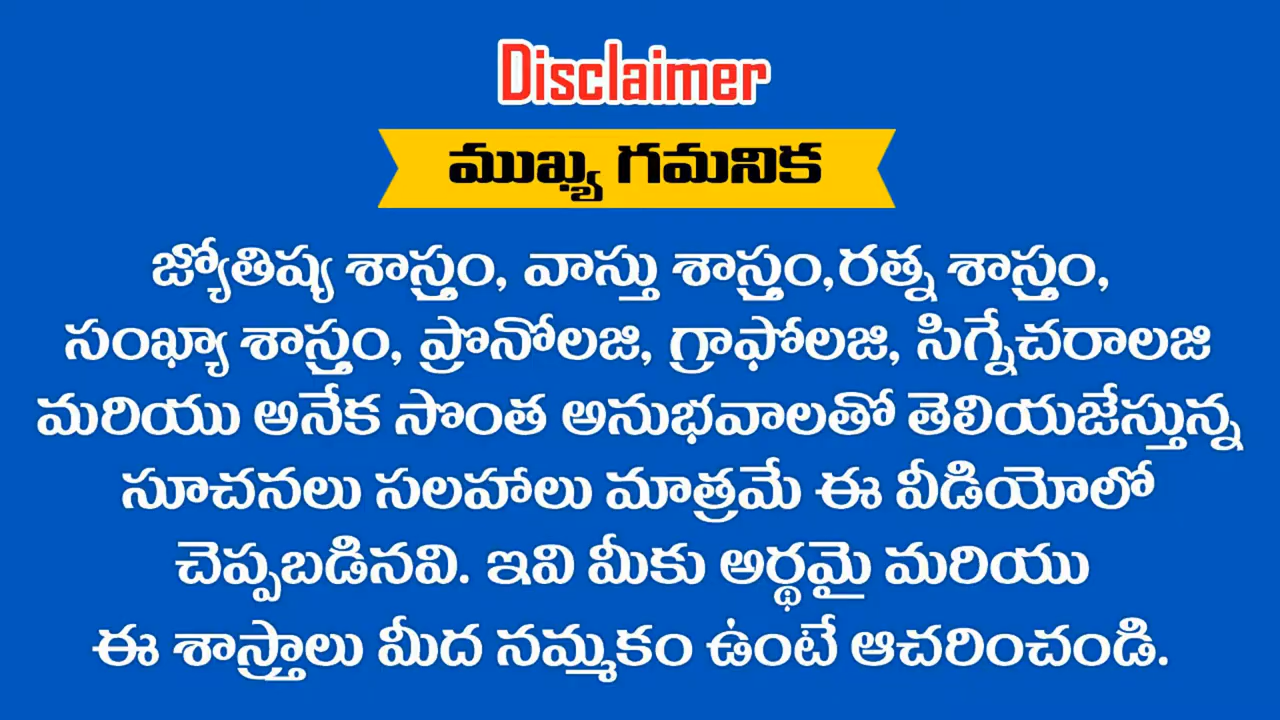 Disclaimer
ముఖ్య గమనిక
జ్యోతిష్య శాస్త్రం, వాస్తు శాస్త్రం,రత్న శాస్త్రం,
సంఖ్యా శాస్త్రం, ప్రొనోలజి, గ్రాఫోలజి, సిగ్నేచరాలజి
మరియు అనేక సొంత అనుభవాలతో తెలియజేస్తున్న
సూచనలు సలహాలు మాత్రమే ఈ వీడియోలో
చెప్పబడినవి. ఇవి మీకు అర్థమై మరియు
ఈ శాస్త్రాలు మీద నమ్మకం ఉంటే ఆచరించండి.